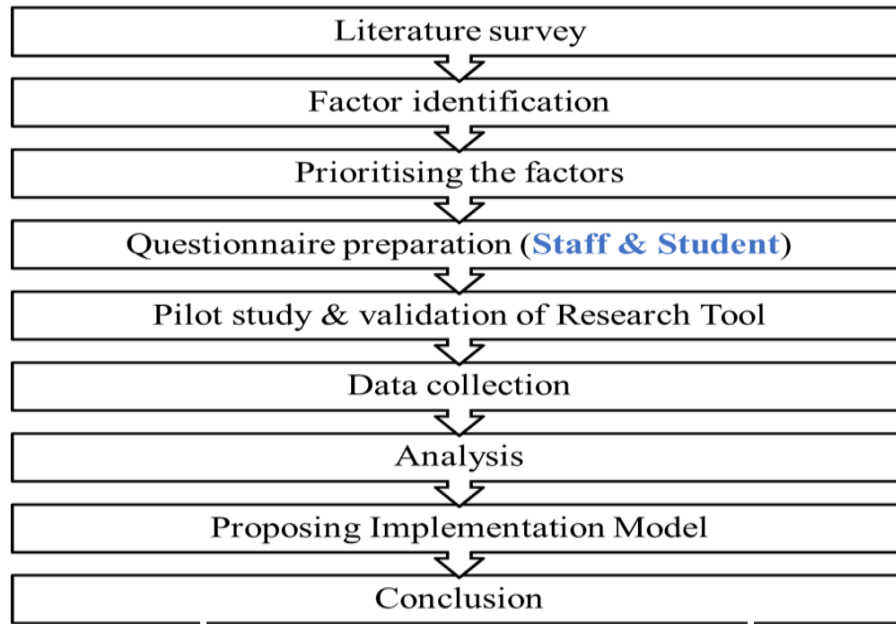 Literature survey
Factor identification
Prioritising the factors
Questionnaire preparation (Staff & Student)
Pilot study & validation of Research Tool
Data collection
Analysis
Proposing Implementation Model
Conclusion